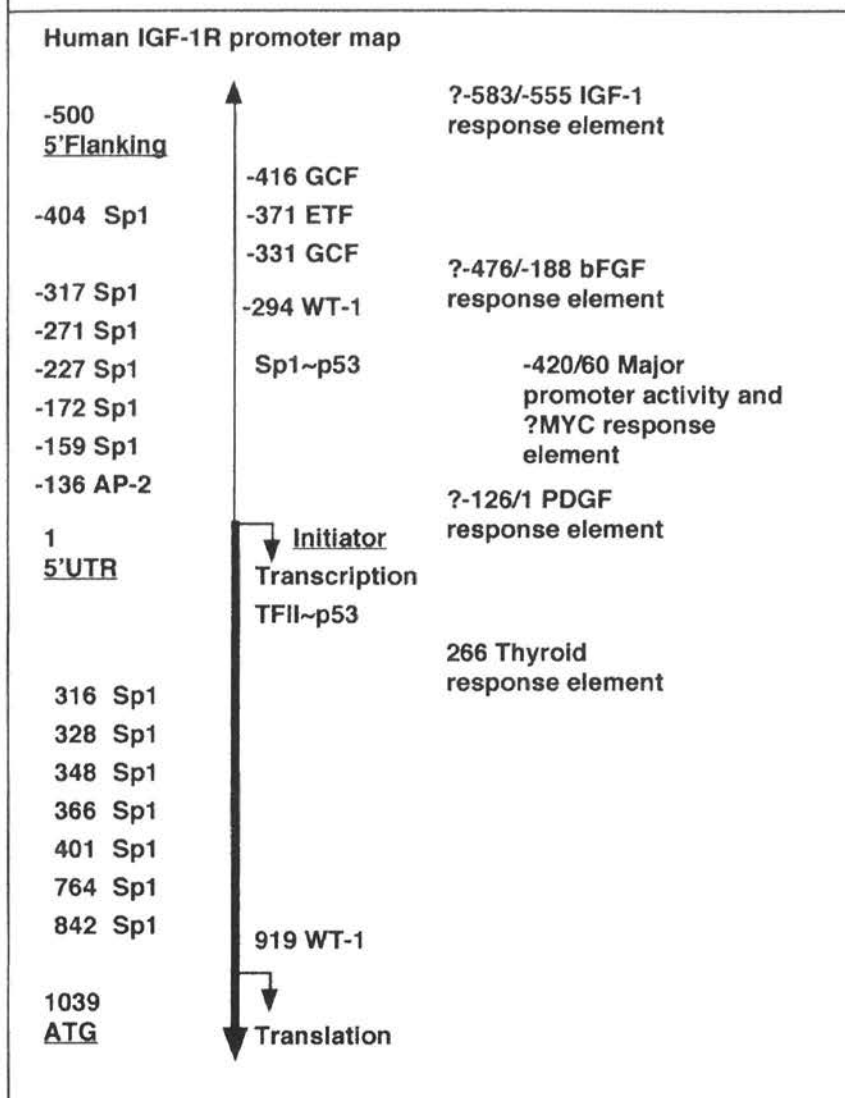 Human IGF-1R promoter map
-500
5'Flanking
-404 Sp1
-317 Sp1
-271 Sp1
-227 Sp1
-172 Sp1
-159 Sp1
-136 AP-2
1
5'UTR
316 Sp1
328 Sp1
348 Sp1
366 Sp1
401 Sp1
764 Sp1
842 Sp1
1039
ATG
-416 GCF
-371 ETF
-331 GCF
-294 WT-1
Sp1~p53
Initiator
Transcription
TFII~p53
919 WT-1
Translation
?-583/-555 IGF-1
response element
?-476/-188 bFGF
response element
-420/60 Major
promoter activity and
?MYC response
element
?-126/1 PDGF
response element
266 Thyroid
response element